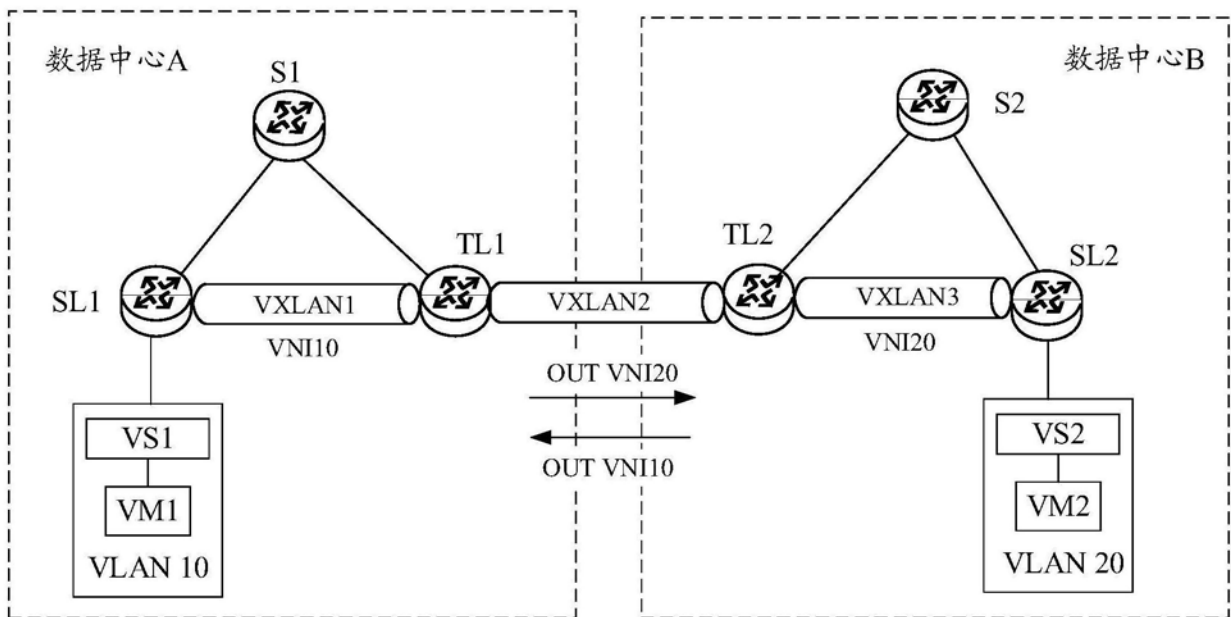 数据中心A
S1
TL1
SL1
VXLAN1
VNI10
VS1
VM1
VLAN 10
VXLAN2
OUT VNI20
OUT VNI10
数据中心B
S2
TL2
SL2
VXLAN3
VNI20
VS2
VM2
VLAN 20